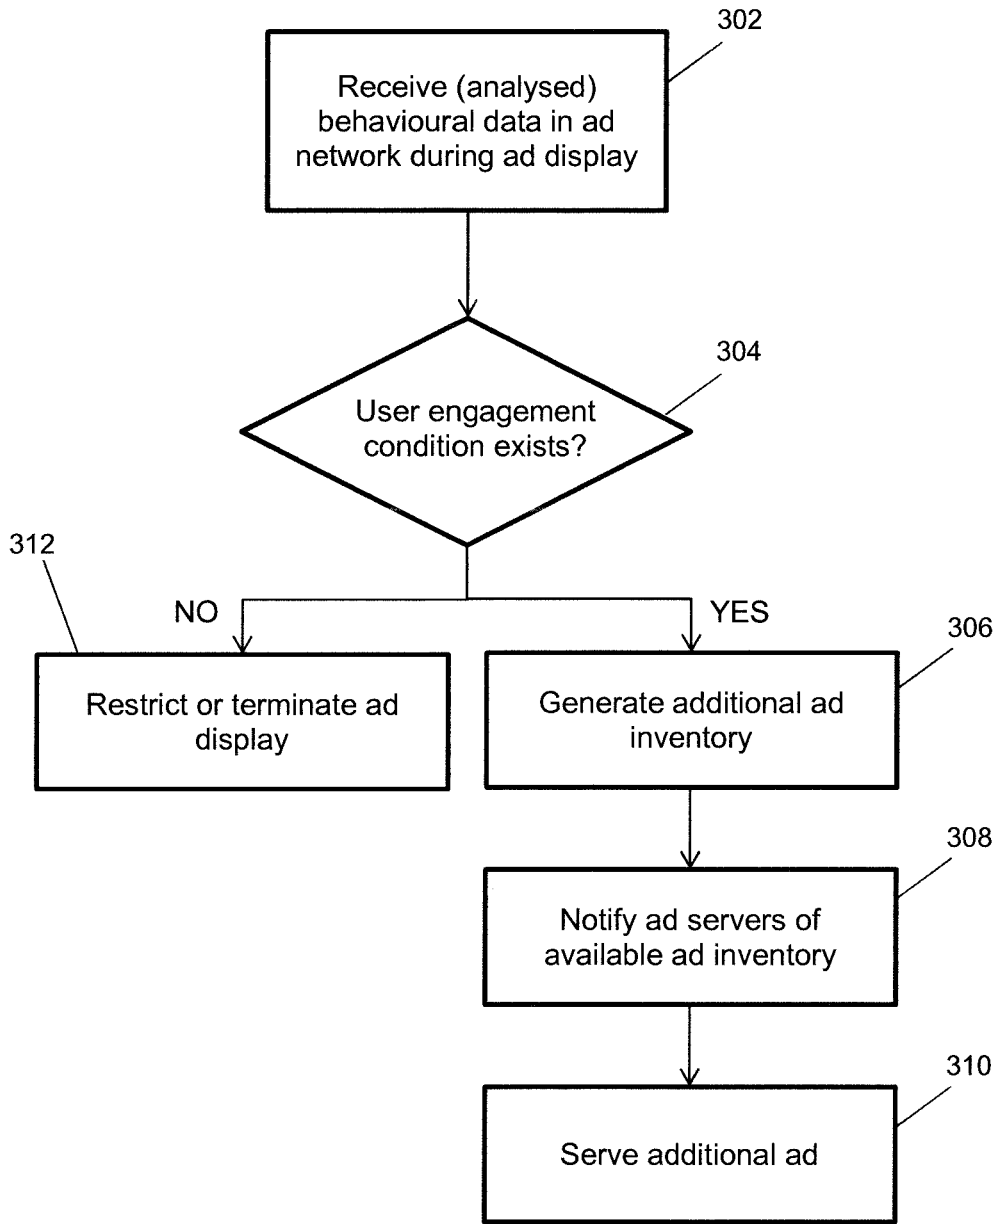 302
Receive (analysed)
behavioural data in ad
network during ad display
304
User engagement
condition exists?
312
NO
YES
306
Restrict or terminate ad
display
Generate additional ad
inventory
308
Notify ad servers of
available ad inventory
310
Serve additional ad